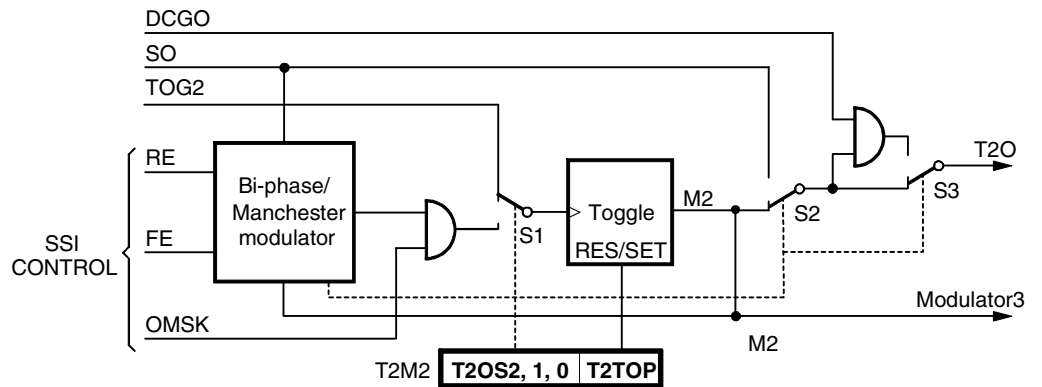 DCGO
SO
TOG2
RE
T2O
Bi-phase/
Manchester
modulator
M2
Toggle
S3
S2
S1
SSI
CONTROL
FE
RES/SET
Modulator3
OMSK
M2
T2M2
T2OS2, 1, 0
T2TOP